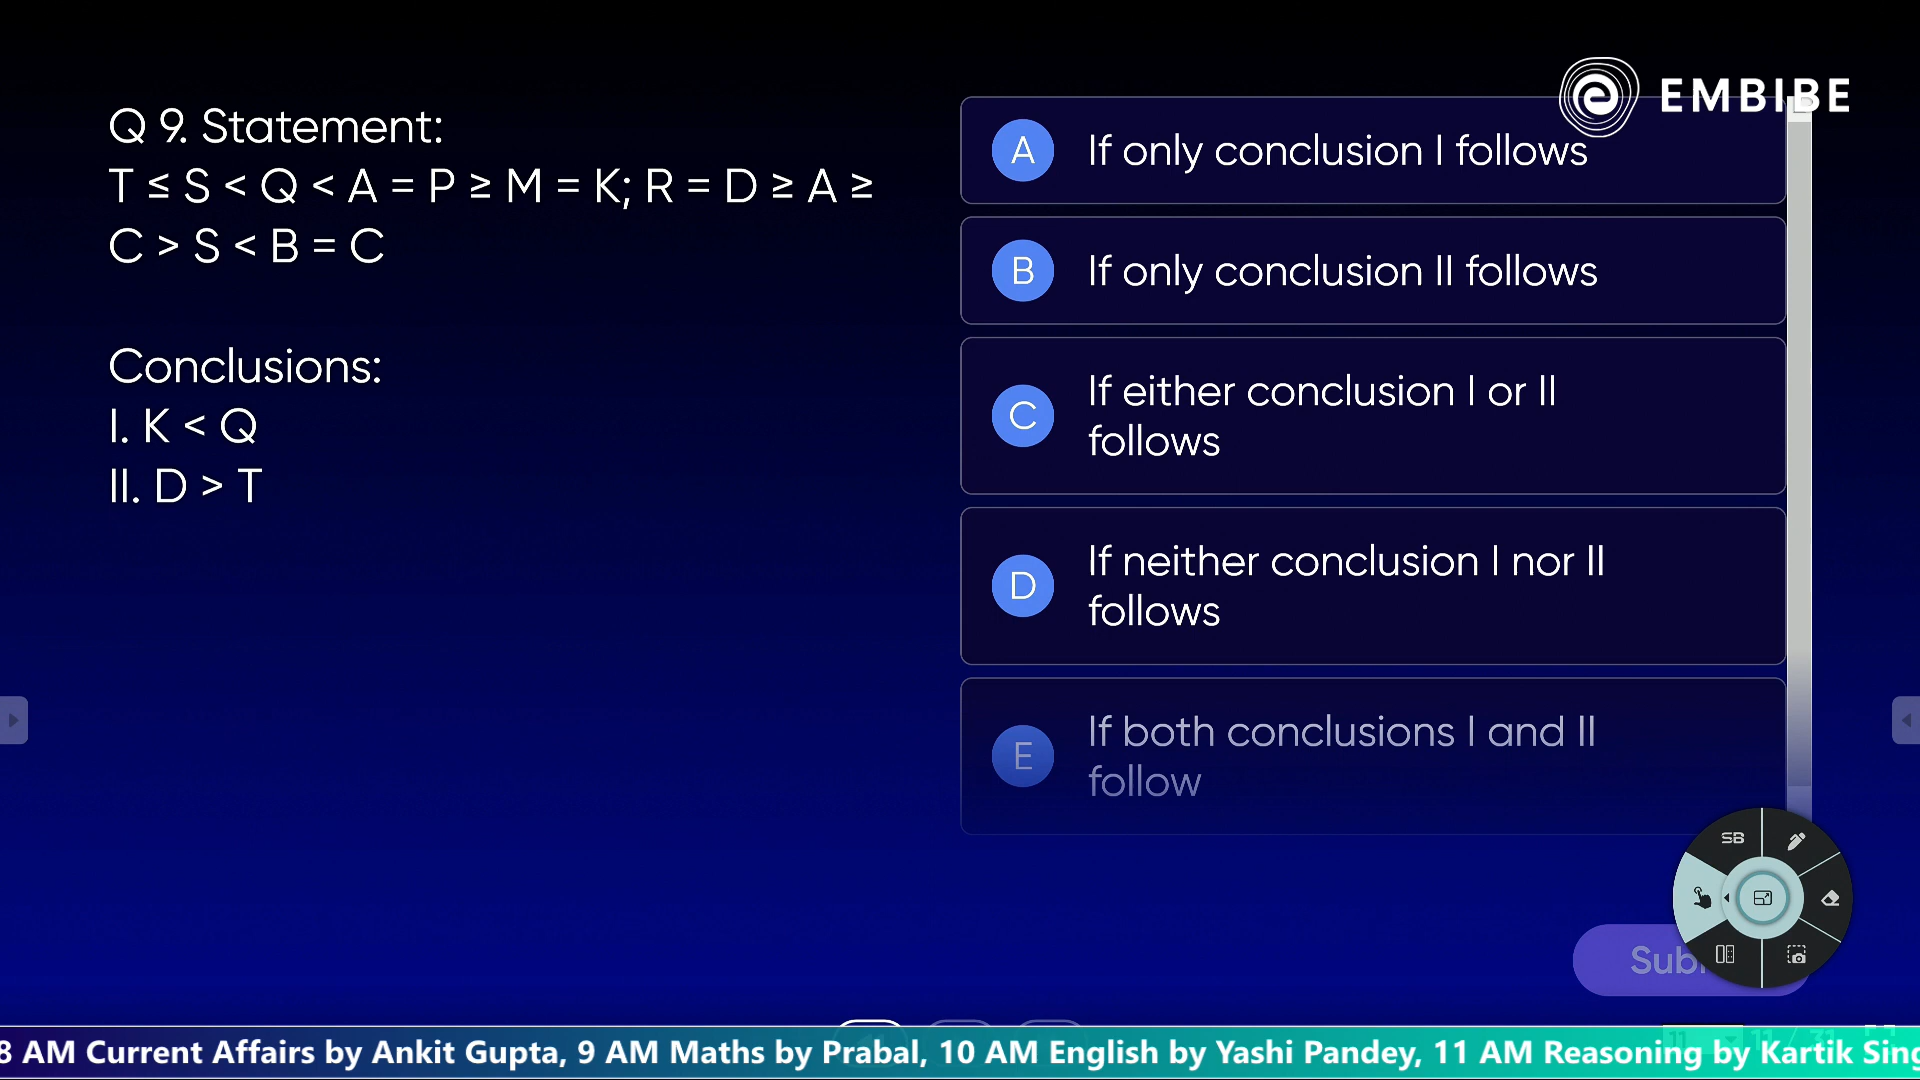 EMBIBE
Q 9. Statement:
T ≤ S < Q < A = P ≥ M = K; R = D ≥ A ≥
C > S < B = C
Conclusions:
I. K < Q
II. D > T
A If only conclusion I follows
B If only conclusion II follows
C If either conclusion I or II
follows
D If neither conclusion I nor II
follows
E If both conclusions I and II
follow
SB
8 AM Current Affairs by Ankit Gupta, 9 AM Maths by Prabal, 10 AM English by Yashi Pandey, 11 AM Reasoning by Kartik